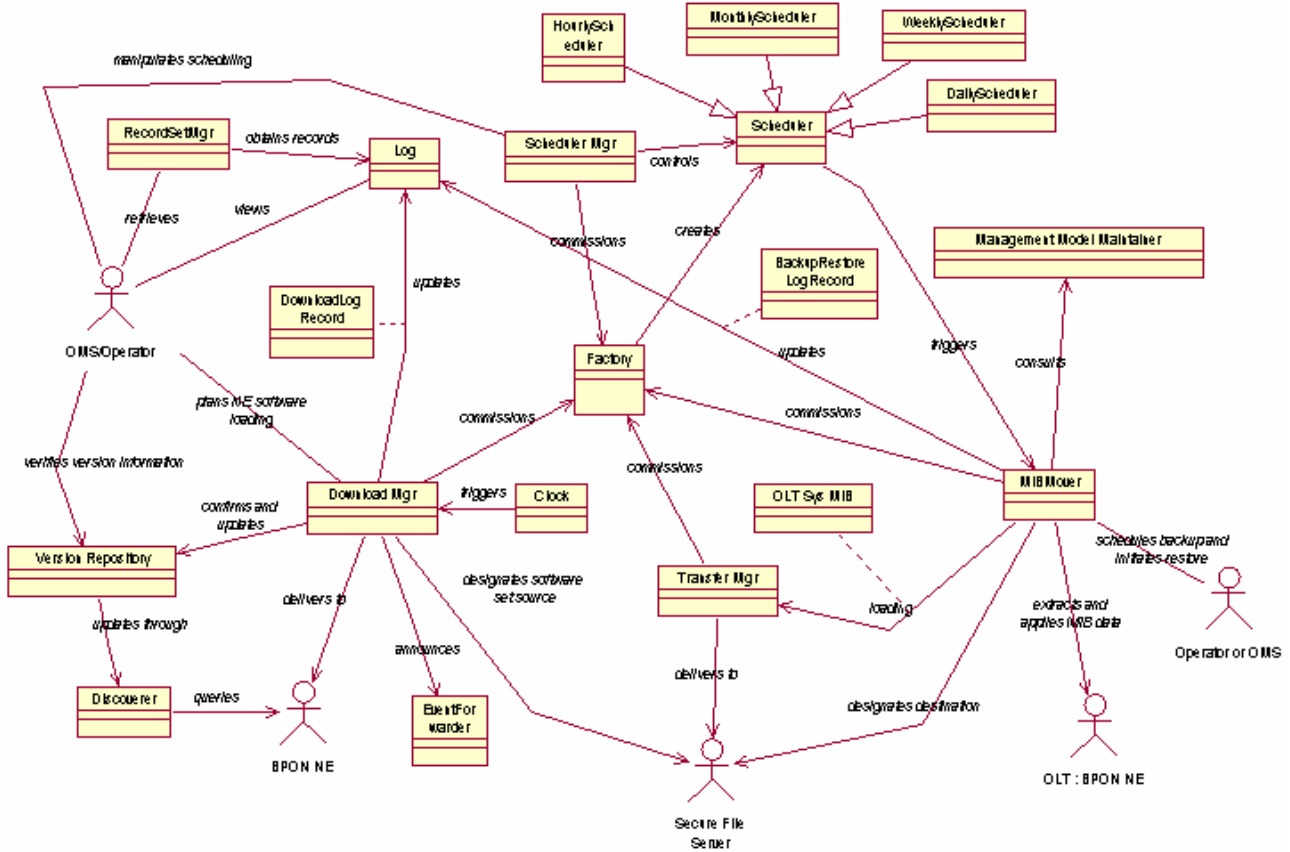 HourlySch
eduler
MonthlyScheduler
WeeklyScheduler
manipulates scheduling
DailyScheduler
RecordSetMgr
obtains records
Log
Scheduler Mgr
controls
Scheduler
retrieves
views
commissions
creates
Management Model Maintainer
updates
BackupRestore
LogRecord
DownloadLog
Record
OMS/Operator
Factory
updates
triggers
consults
plans NE software
loading
commissions
commissions
verifies version information
commissions
Download Mgr
triggers
Clock
OLT Sys MIB
MIBMover
confirms and
updates
Version Repository
schedules backup and
initiates restore
delivers to
designates software
set source
Transfer Mgr
loading
extracts and
applies MIB data
updates through
announces
Operator or OMS
delivers to
Discoverer
queries
EventFor
warder
designates destination
BPON NE
OLT : BPON NE
Secure File
Server